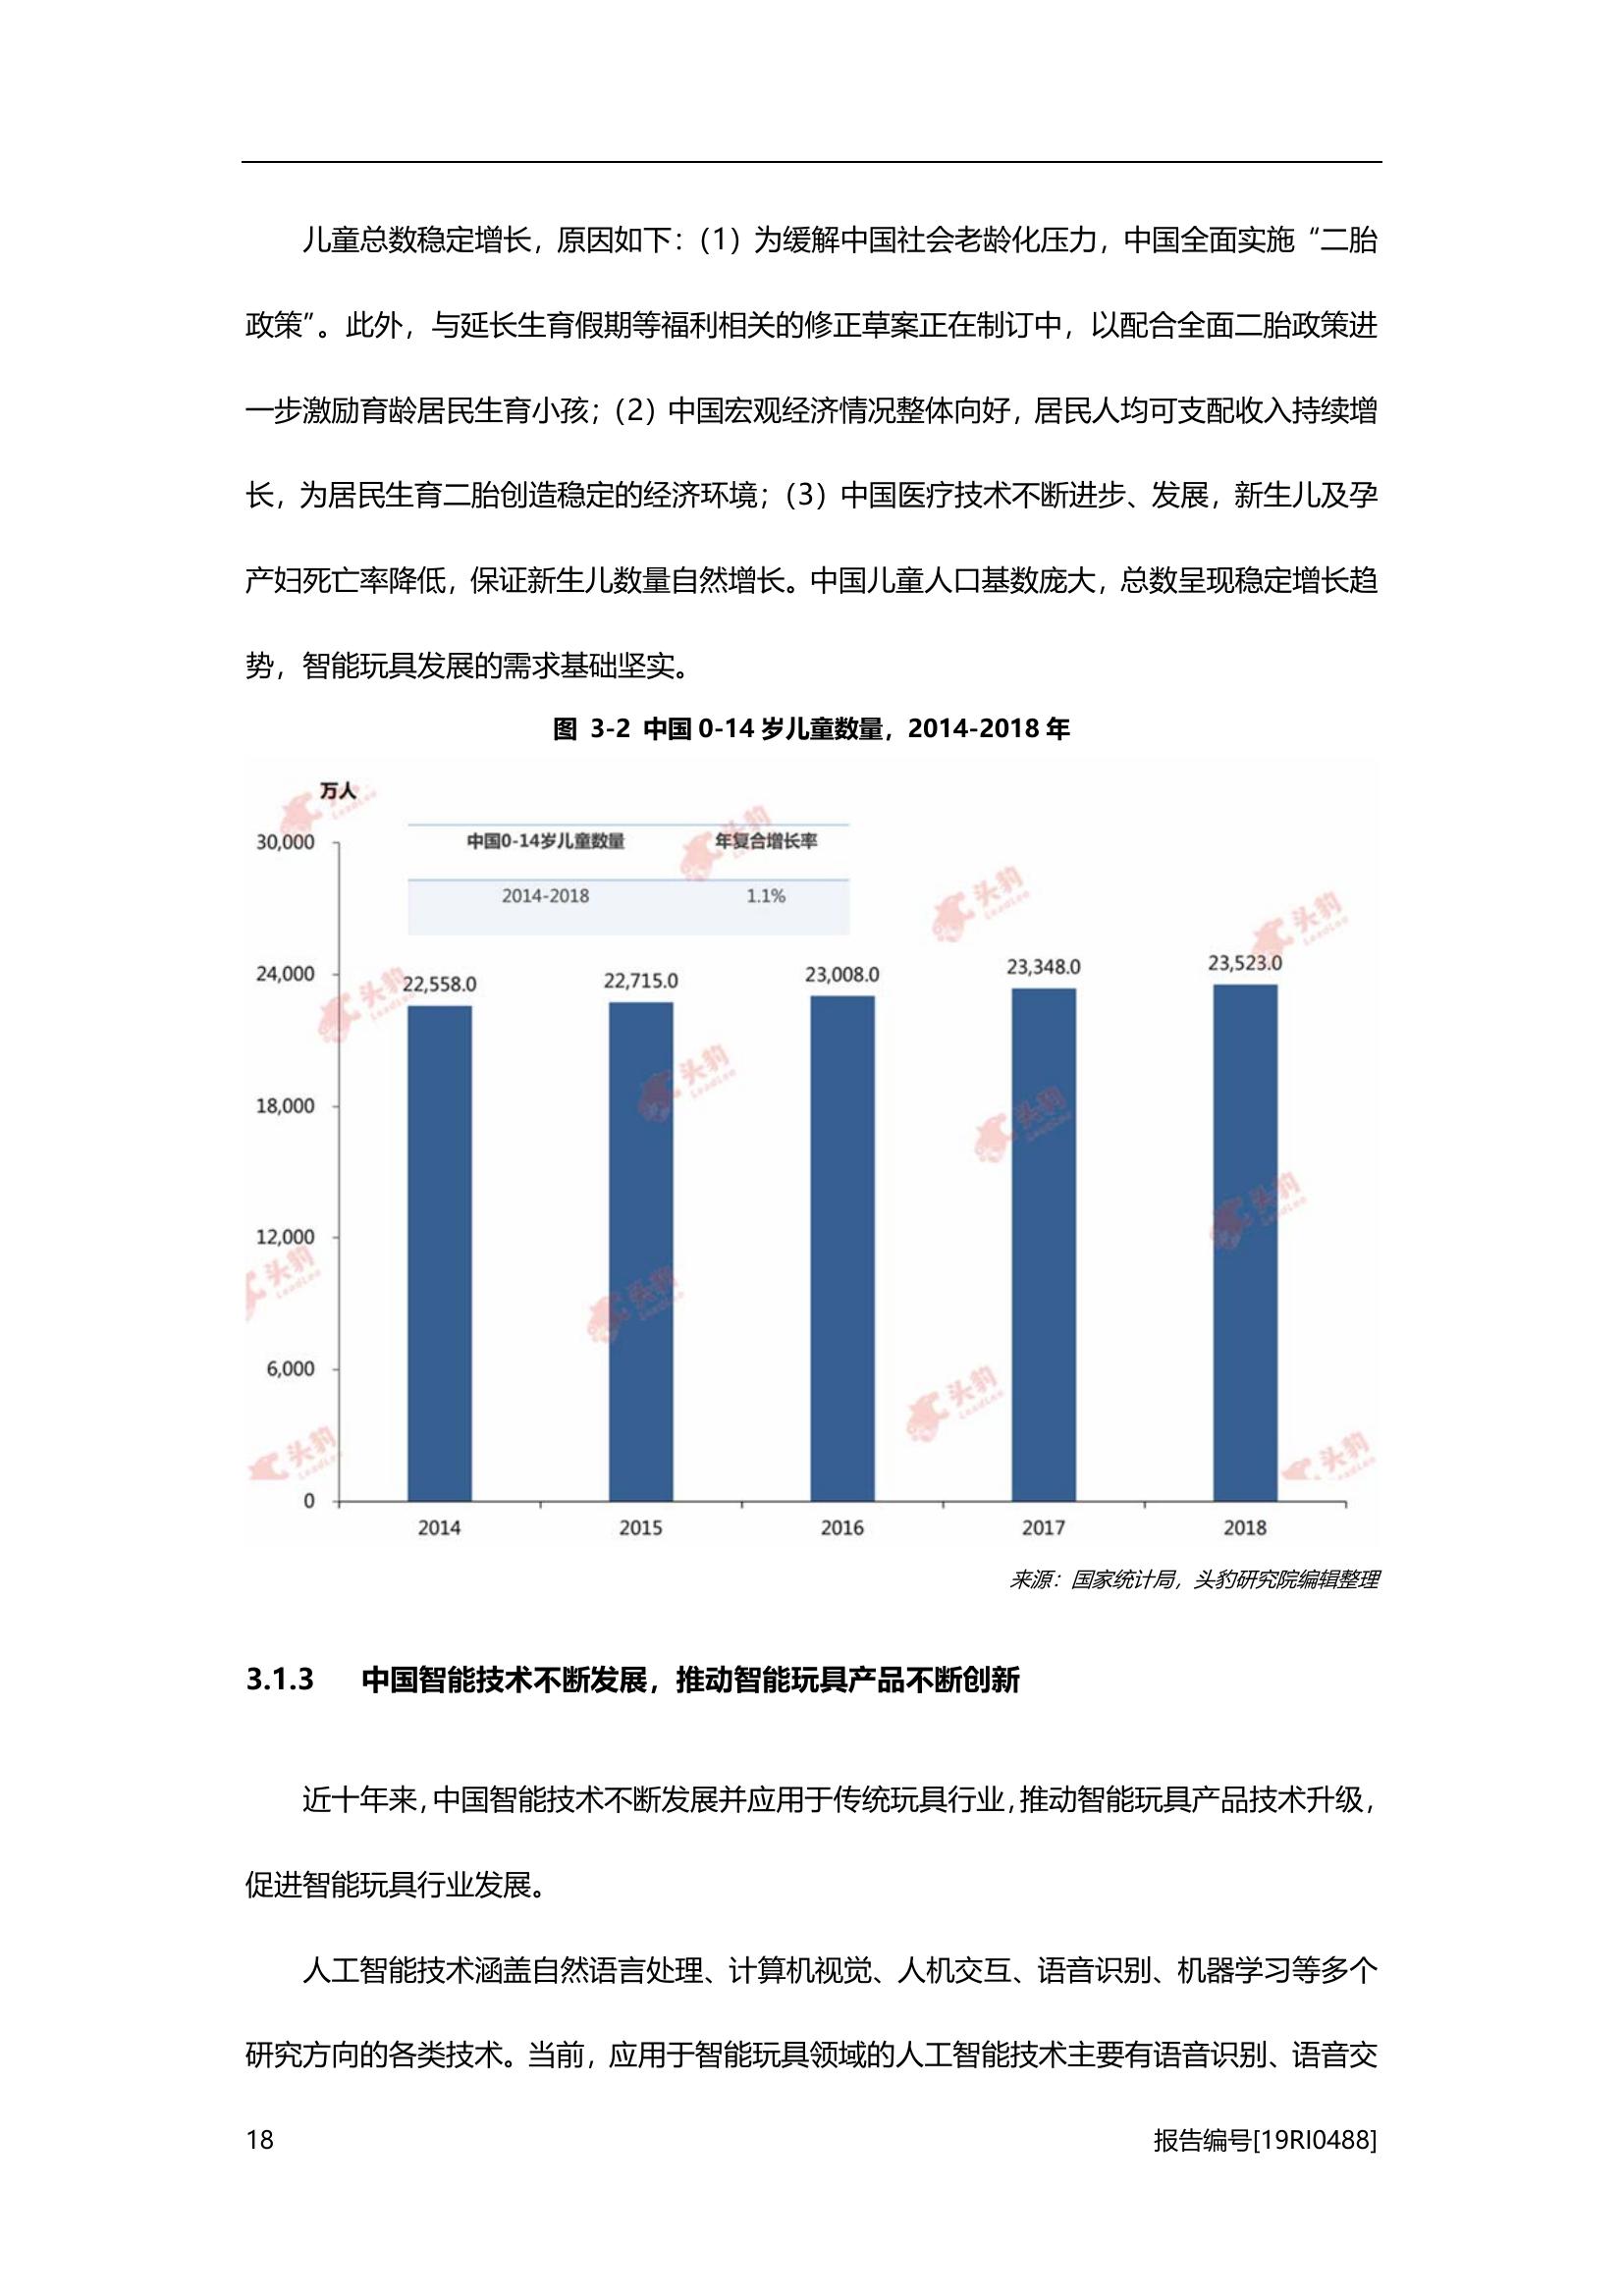 儿童总数稳定增长，原因如下：（1）为缓解中国社会老龄化压力，中国全面实施“二胎
政策”。此外，与延长生育假期等福利相关的修正草案正在制订中，以配合全面二胎政策进
一步激励育龄居民生育小孩；（2）中国宏观经济情况整体向好，居民人均可支配收入持续增
长，为居民生育二胎创造稳定的经济环境；（3）中国医疗技术不断进步、发展，新生儿及孕
产妇死亡率降低，保证新生儿数量自然增长。中国儿童人口基数庞大，总数呈现稳定增长趋
势，智能玩具发展的需求基础坚实。
图 3-2 中国 0-14 岁儿童数量，2014-2018 年
万人
中国0-14岁儿童数量 年复合增长率
2014-2018 1.1%
30,000
24,000
18,000
12,000
6,000
0
22,558.0 22,715.0 23,008.0 23,348.0 23,523.0
2014 2015 2016 2017 2018
头豹 LeadLeo
来源：国家统计局，头豹研究院编辑整理
3.1.3 中国智能技术不断发展，推动智能玩具产品不断创新
近十年来，中国智能技术不断发展并应用于传统玩具行业，推动智能玩具产品技术升级，
促进智能玩具行业发展。
人工智能技术涵盖自然语言处理、计算机视觉、人机交互、语音识别、机器学习等多个
研究方向的各类技术。当前，应用于智能玩具领域的人工智能技术主要有语音识别、语音交
18 报告编号[19RI0488]